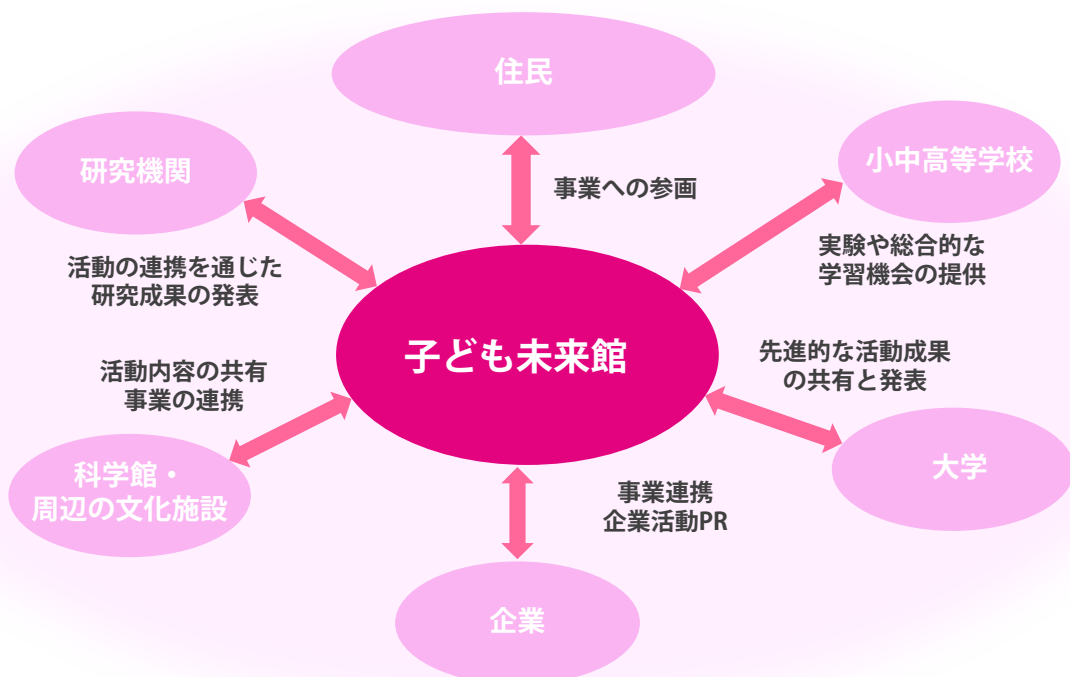 住民
研究機関
小中高等学校
事業への参画
活動の連携を通じた
研究成果の発表
実験や総合的な
学習機会の提供
子ども未来館
活動内容の共有
事業の連携
先進的な活動成果
の共有と発表
科学館・
周辺の文化施設
大学
事業連携
企業活動PR
企業